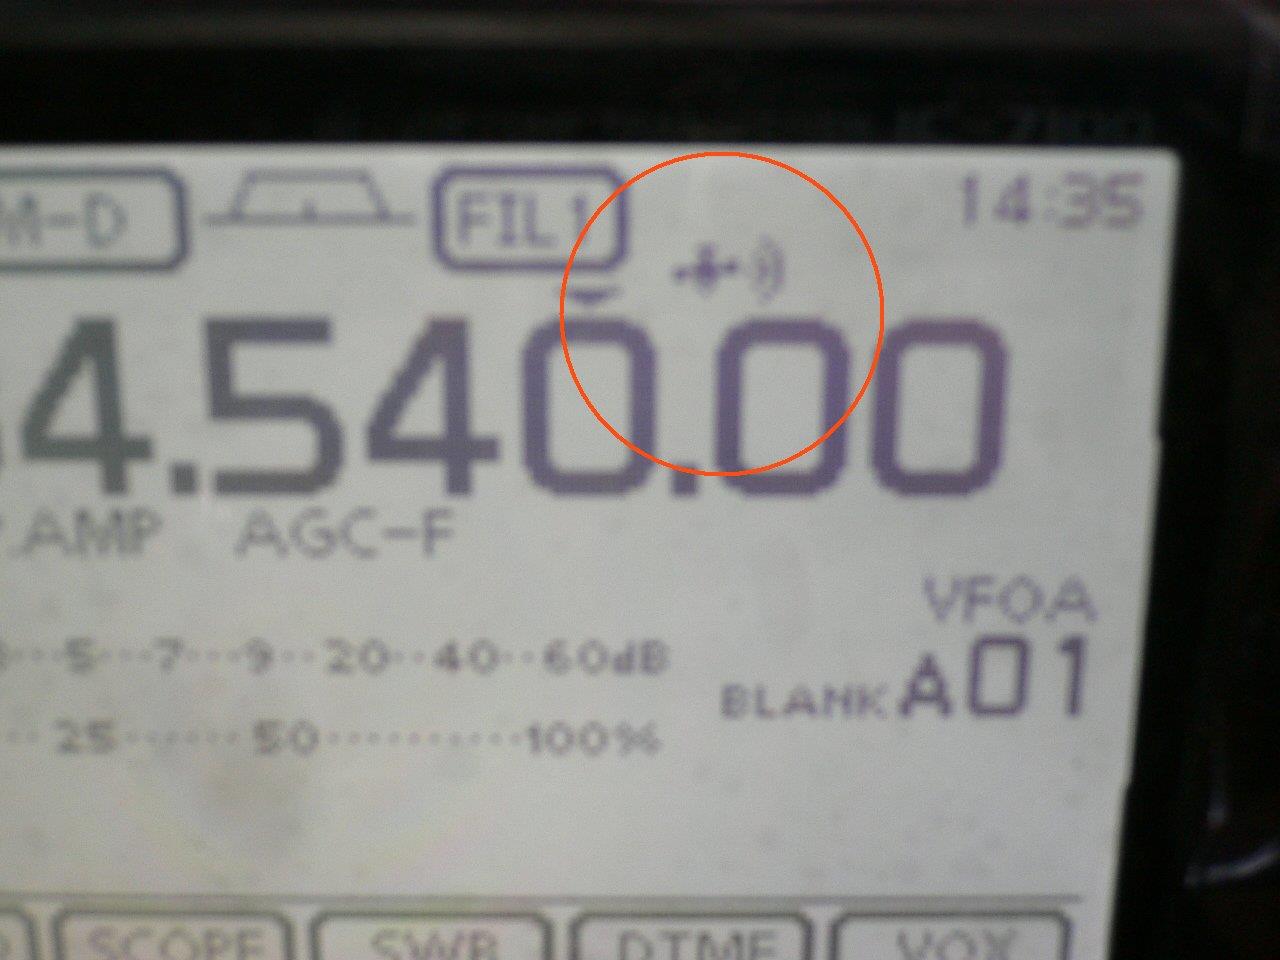 M-D FIL1 14:35
4.540.00
.AMP AGC-F
VFOA
5 7 9 20 40 60dB
BLANK A01
25 50 100%
SCOPE SWR DTMF VOX